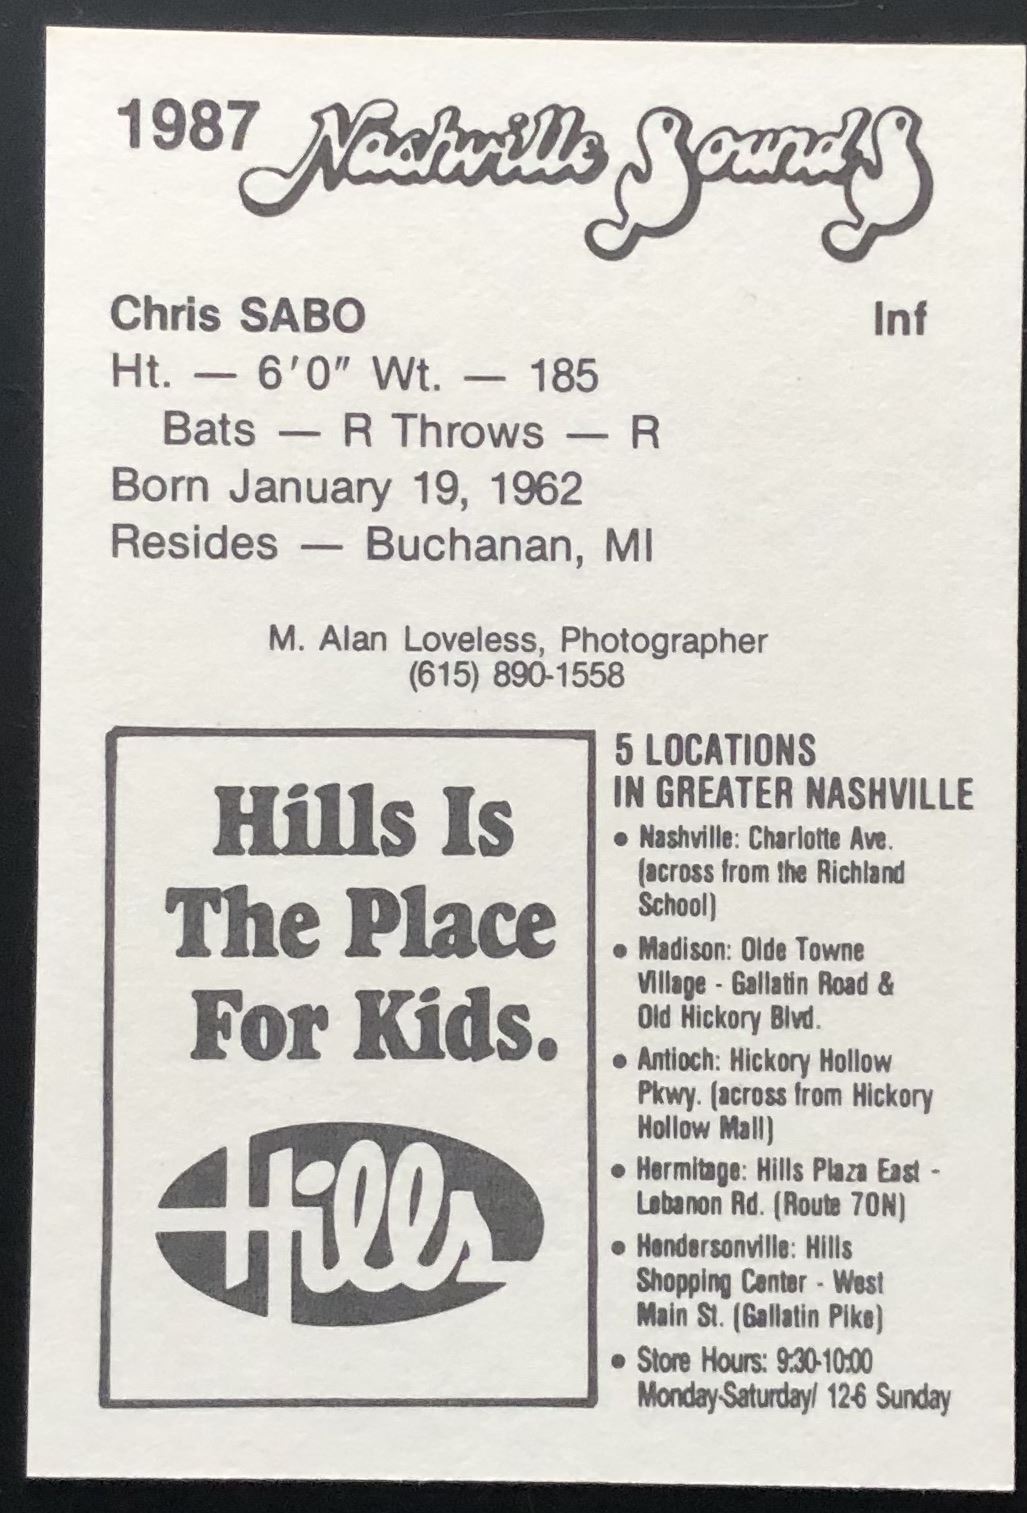 1987 Nashville Sounds
Chris SABO Inf
Ht. — 6'0" Wt. — 185
Bats — R Throws — R
Born January 19, 1962
Resides — Buchanan, MI
M. Alan Loveless, Photographer
(615) 890-1558
Hills Is
The Place
For Kids.
Hills
5 LOCATIONS
IN GREATER NASHVILLE
• Nashville: Charlotte Ave.
(across from the Richland
School)
• Madison: Olde Towne
Village - Gallatin Road &
Old Hickory Blvd.
• Antioch: Hickory Hollow
Pkwy. (across from Hickory
Hollow Mall)
• Hermitage: Hills Plaza East -
Lebanon Rd. (Route 70N)
• Hendersonville: Hills
Shopping Center - West
Main St. (Gallatin Pike)
• Store Hours: 9:30-10:00
Monday-Saturday/ 12-6 Sunday